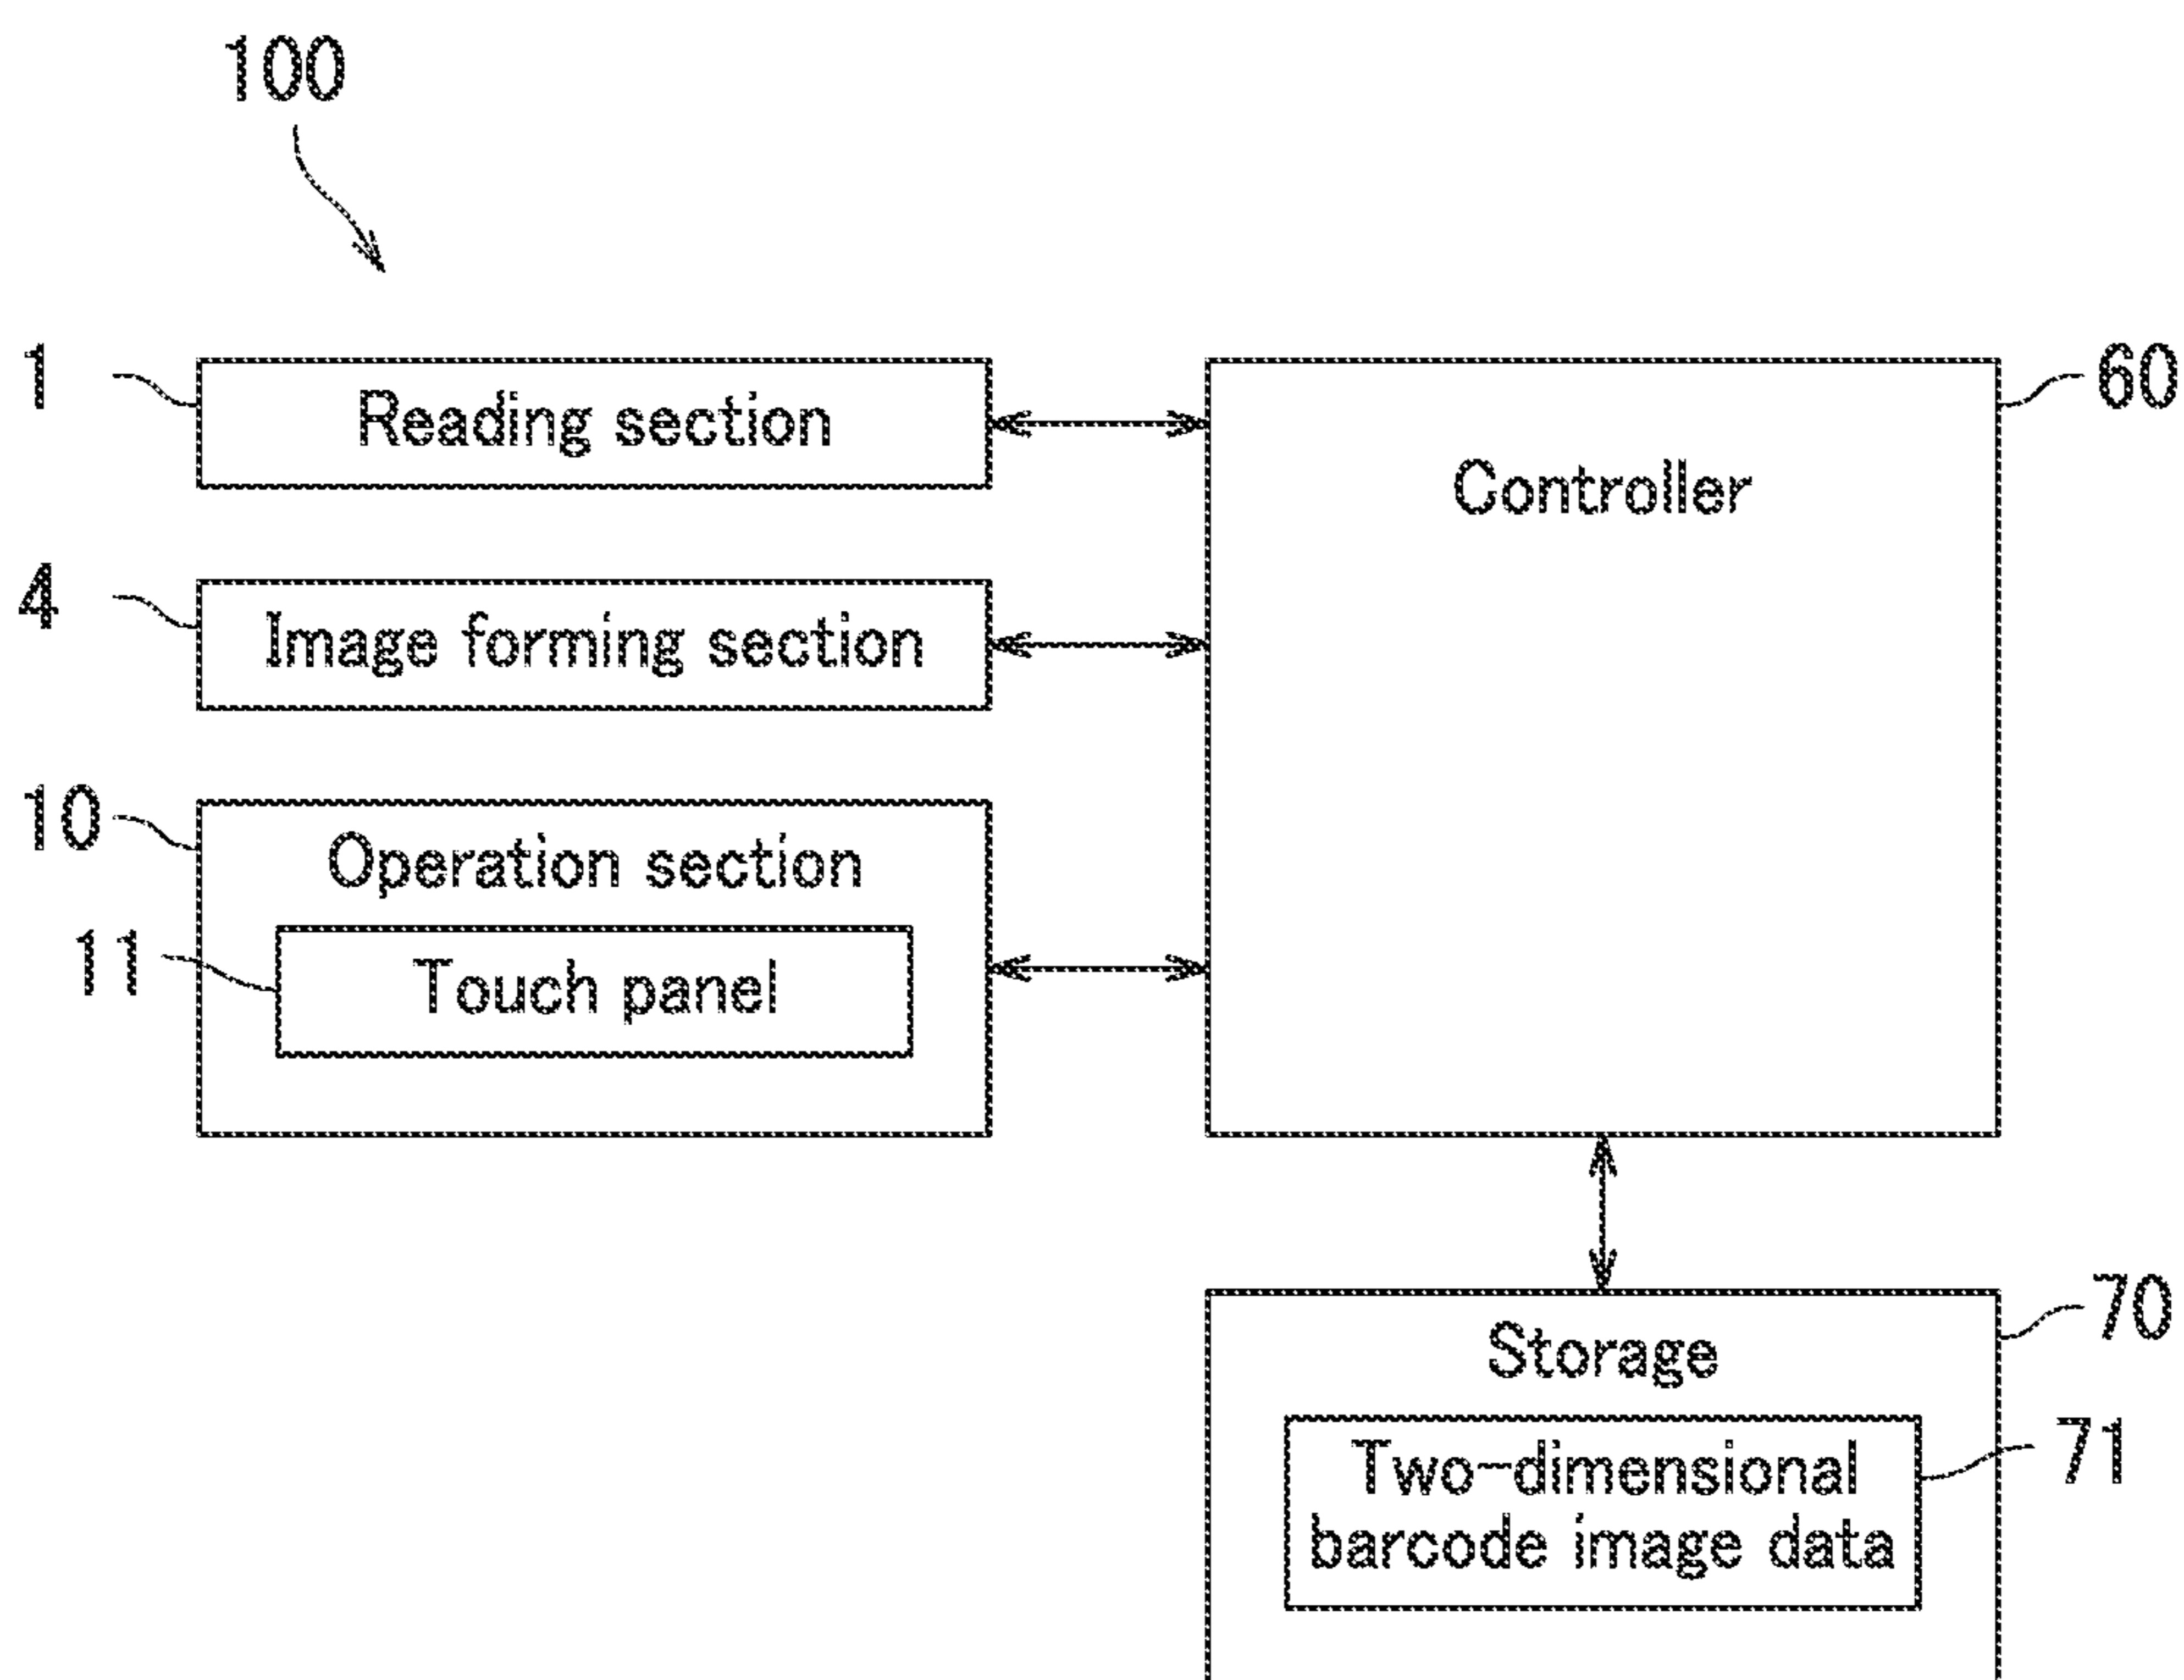 100
1
Reading section
60
Controller
4
Image forming section
10
Operation section
11
Touch panel
70
Storage
71
Two-dimensional
barcode image data